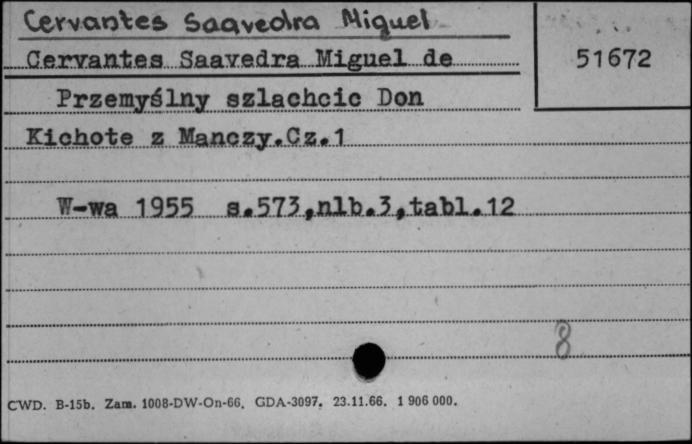 Cervantes Saavedra Miguel
Cervantes Saavedra Miguel de
51672
Przemyślny szlachcic Don
Kichote z Manczy.Cz.1
W-wa 1955 s.573,nlb.3,tabl.12
8
CWD. B-15b. Zam. 1008-DW-On-66. GDA-3097. 23.11.66. 1 906 000.